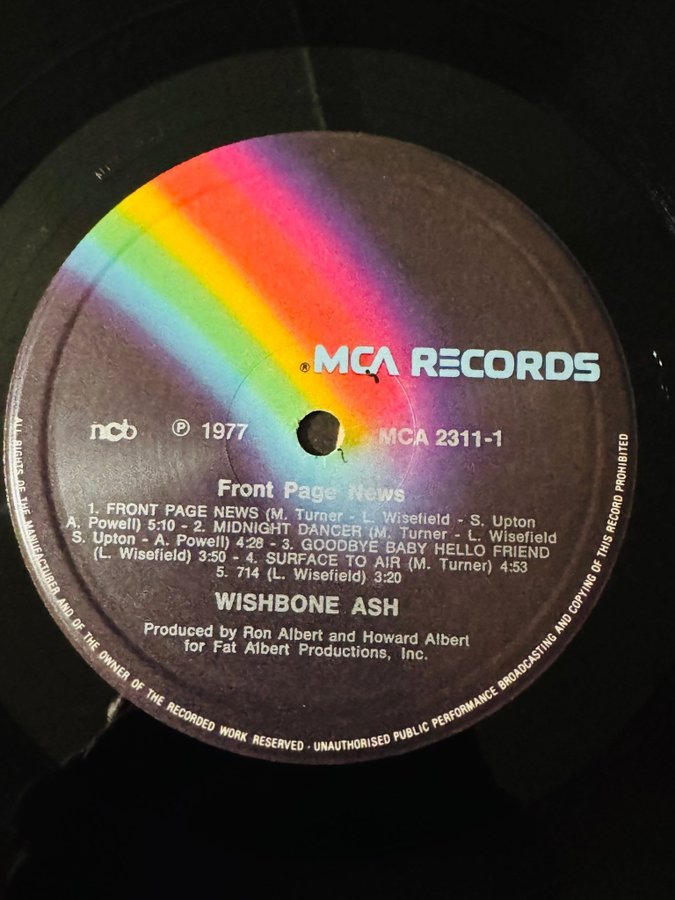 ® MCA RECORDS
ncb ℗ 1977 MCA 2311-1
Front Page News
1. FRONT PAGE NEWS (M. Turner - L. Wisefield - S. Upton
A. Powell) 5:10 - 2. MIDNIGHT DANCER (M. Turner - L. Wisefield
S. Upton - A. Powell) 4:28 - 3. GOODBYE BABY HELLO FRIEND
(L. Wisefield) 3:50 - 4. SURFACE TO AIR (M. Turner) 4:53
5. 714 (L. Wisefield) 3:20
WISHBONE ASH
Produced by Ron Albert and Howard Albert
for Fat Albert Productions, Inc.
ALL RIGHTS OF THE MANUFACTURER AND OF THE OWNER OF THE RECORDED WORK RESERVED · UNAUTHORISED PUBLIC PERFORMANCE BROADCASTING AND COPYING OF THIS RECORD PROHIBITED